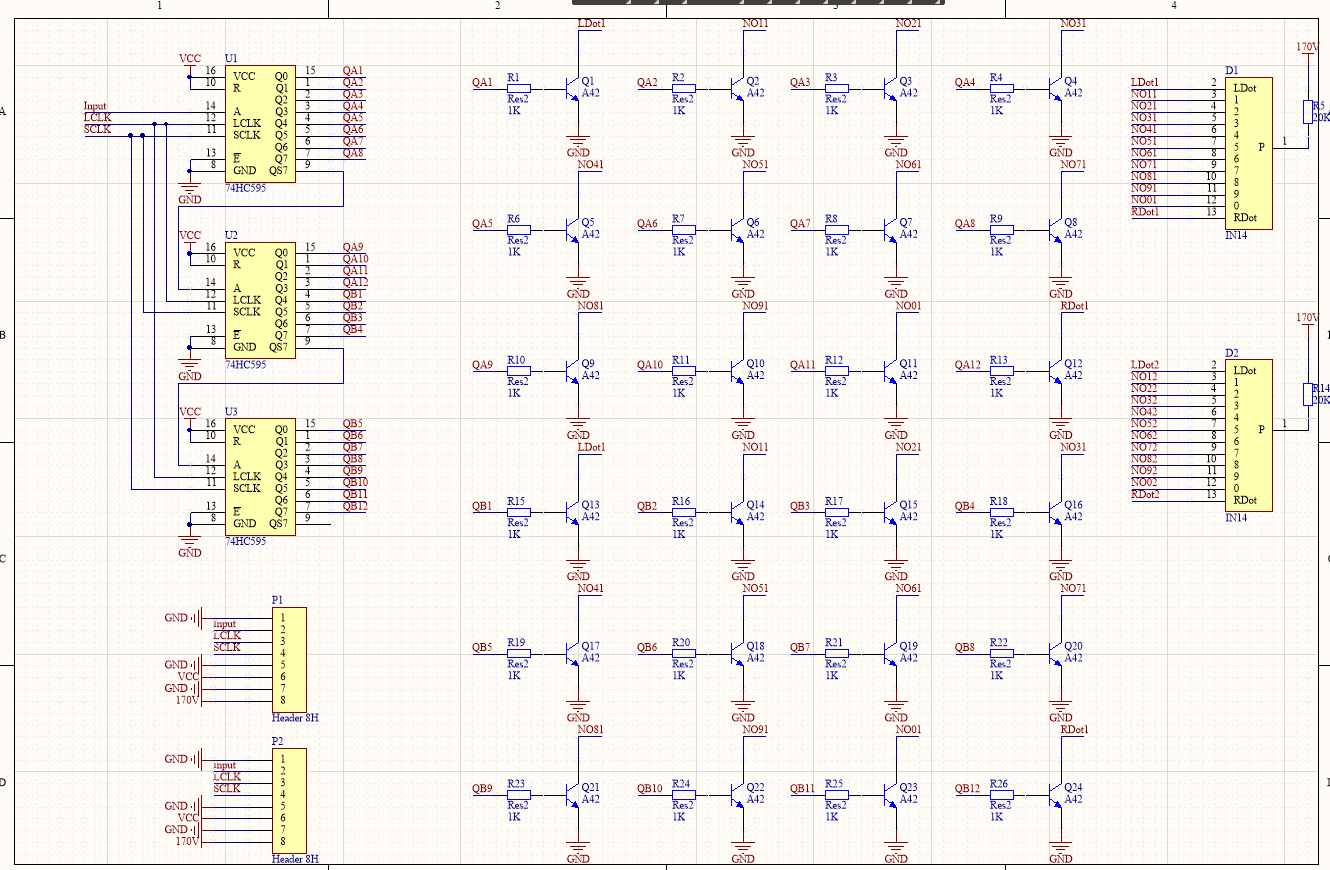 1 2 3 4
A
B
C
D
VCC U1
16 VCC Q0 15 QA1
10 R Q1 1 QA2
Q2 2 QA3
Input 14 A Q3 3 QA4
LCLK 12 LCLK Q4 4 QA5
SCLK 11 SCLK Q5 5 QA6
Q6 6 QA7
13 E Q7 7 QA8
8 GND QS7 9
GND 74HC595
VCC U2
16 VCC Q0 15 QA9
10 R Q1 1 QA10
Q2 2 QA11
14 A Q3 3 QA12
12 LCLK Q4 4 QB1
11 SCLK Q5 5 QB2
Q6 6 QB3
13 E Q7 7 QB4
8 GND QS7 9
GND 74HC595
VCC U3
16 VCC Q0 15 QB5
10 R Q1 1 QB6
Q2 2 QB7
14 A Q3 3 QB8
12 LCLK Q4 4 QB9
11 SCLK Q5 5 QB10
Q6 6 QB11
13 E Q7 7 QB12
8 GND QS7 9
GND 74HC595
P1
GND 1
Input 2
LCLK 3
SCLK 4
GND 5
VCC 6
GND 7
170V 8
Header 8H
P2
GND 1
Input 2
LCLK 3
SCLK 4
GND 5
VCC 6
GND 7
170V 8
Header 8H
LDot1 NO11 NO21 NO31
QA1 R1 Q1 QA2 R2 Q2 QA3 R3 Q3 QA4 R4 Q4
Res2 A42 Res2 A42 Res2 A42 Res2 A42
1K 1K 1K 1K
GND GND GND GND
NO41 NO51 NO61 NO71
QA5 R6 Q5 QA6 R7 Q6 QA7 R8 Q7 QA8 R9 Q8
Res2 A42 Res2 A42 Res2 A42 Res2 A42
1K 1K 1K 1K
GND GND GND GND
NO81 NO91 NO01 RDot1
QA9 R10 Q9 QA10 R11 Q10 QA11 R12 Q11 QA12 R13 Q12
Res2 A42 Res2 A42 Res2 A42 Res2 A42
1K 1K 1K 1K
GND GND GND GND
LDot1 NO11 NO21 NO31
QB1 R15 Q13 QB2 R16 Q14 QB3 R17 Q15 QB4 R18 Q16
Res2 A42 Res2 A42 Res2 A42 Res2 A42
1K 1K 1K 1K
GND GND GND GND
NO41 NO51 NO61 NO71
QB5 R19 Q17 QB6 R20 Q18 QB7 R21 Q19 QB8 R22 Q20
Res2 A42 Res2 A42 Res2 A42 Res2 A42
1K 1K 1K 1K
GND GND GND GND
NO81 NO91 NO01 RDot1
QB9 R23 Q21 QB10 R24 Q22 QB11 R25 Q23 QB12 R26 Q24
Res2 A42 Res2 A42 Res2 A42 Res2 A42
1K 1K 1K 1K
GND GND GND GND
170V
D1
LDot1 2 LDot
NO11 3 1
NO21 4 2 R5
NO31 5 3 20K
NO41 6 4
NO51 7 5 P 1
NO61 8 6
NO71 9 7
NO81 10 8
NO91 11 9
NO01 12 0
RDot1 13 RDot
IN14
170V
D2
LDot2 2 LDot
NO12 3 1
NO22 4 2 R14
NO32 5 3 20K
NO42 6 4
NO52 7 5 P 1
NO62 8 6
NO72 9 7
NO82 10 8
NO92 11 9
NO02 12 0
RDot2 13 RDot
IN14